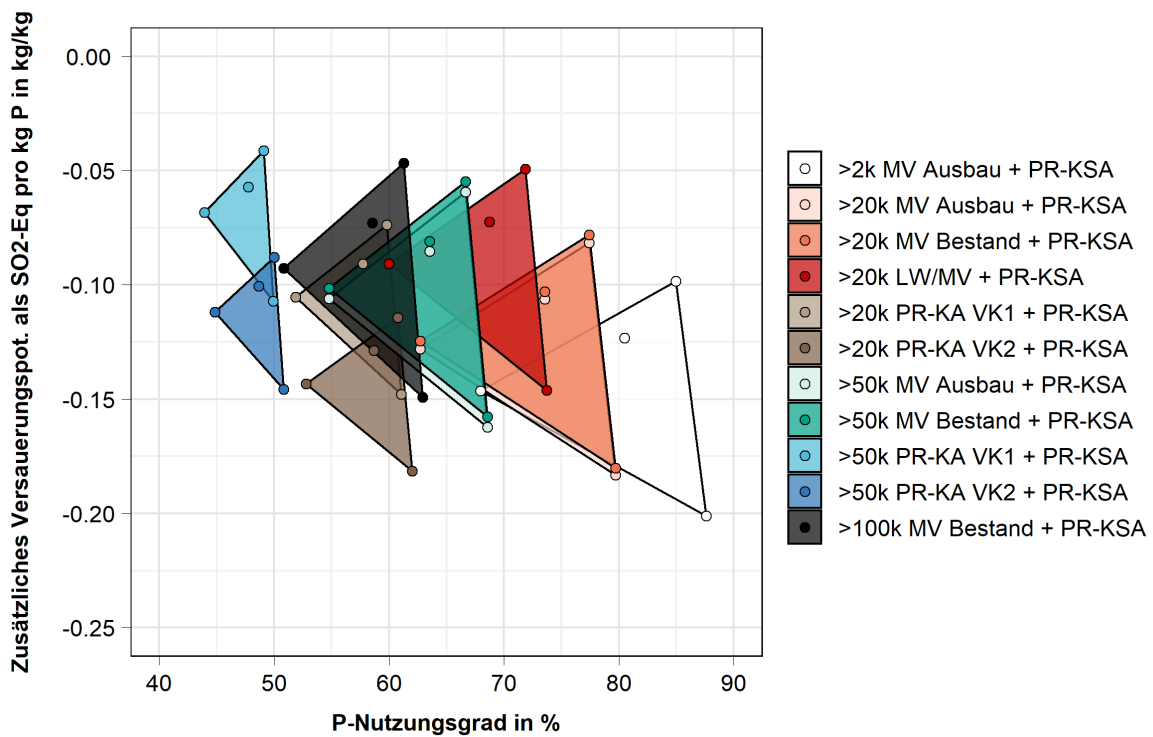 Zusätzliches Versauerungspot. als SO2-Eq pro kg P in kg/kg
0.00
-0.05
-0.10
-0.15
-0.20
-0.25
40 50 60 70 80 90
P-Nutzungsgrad in %
>2k MV Ausbau + PR-KSA
>20k MV Ausbau + PR-KSA
>20k MV Bestand + PR-KSA
>20k LW/MV + PR-KSA
>20k PR-KA VK1 + PR-KSA
>20k PR-KA VK2 + PR-KSA
>50k MV Ausbau + PR-KSA
>50k MV Bestand + PR-KSA
>50k PR-KA VK1 + PR-KSA
>50k PR-KA VK2 + PR-KSA
>100k MV Bestand + PR-KSA